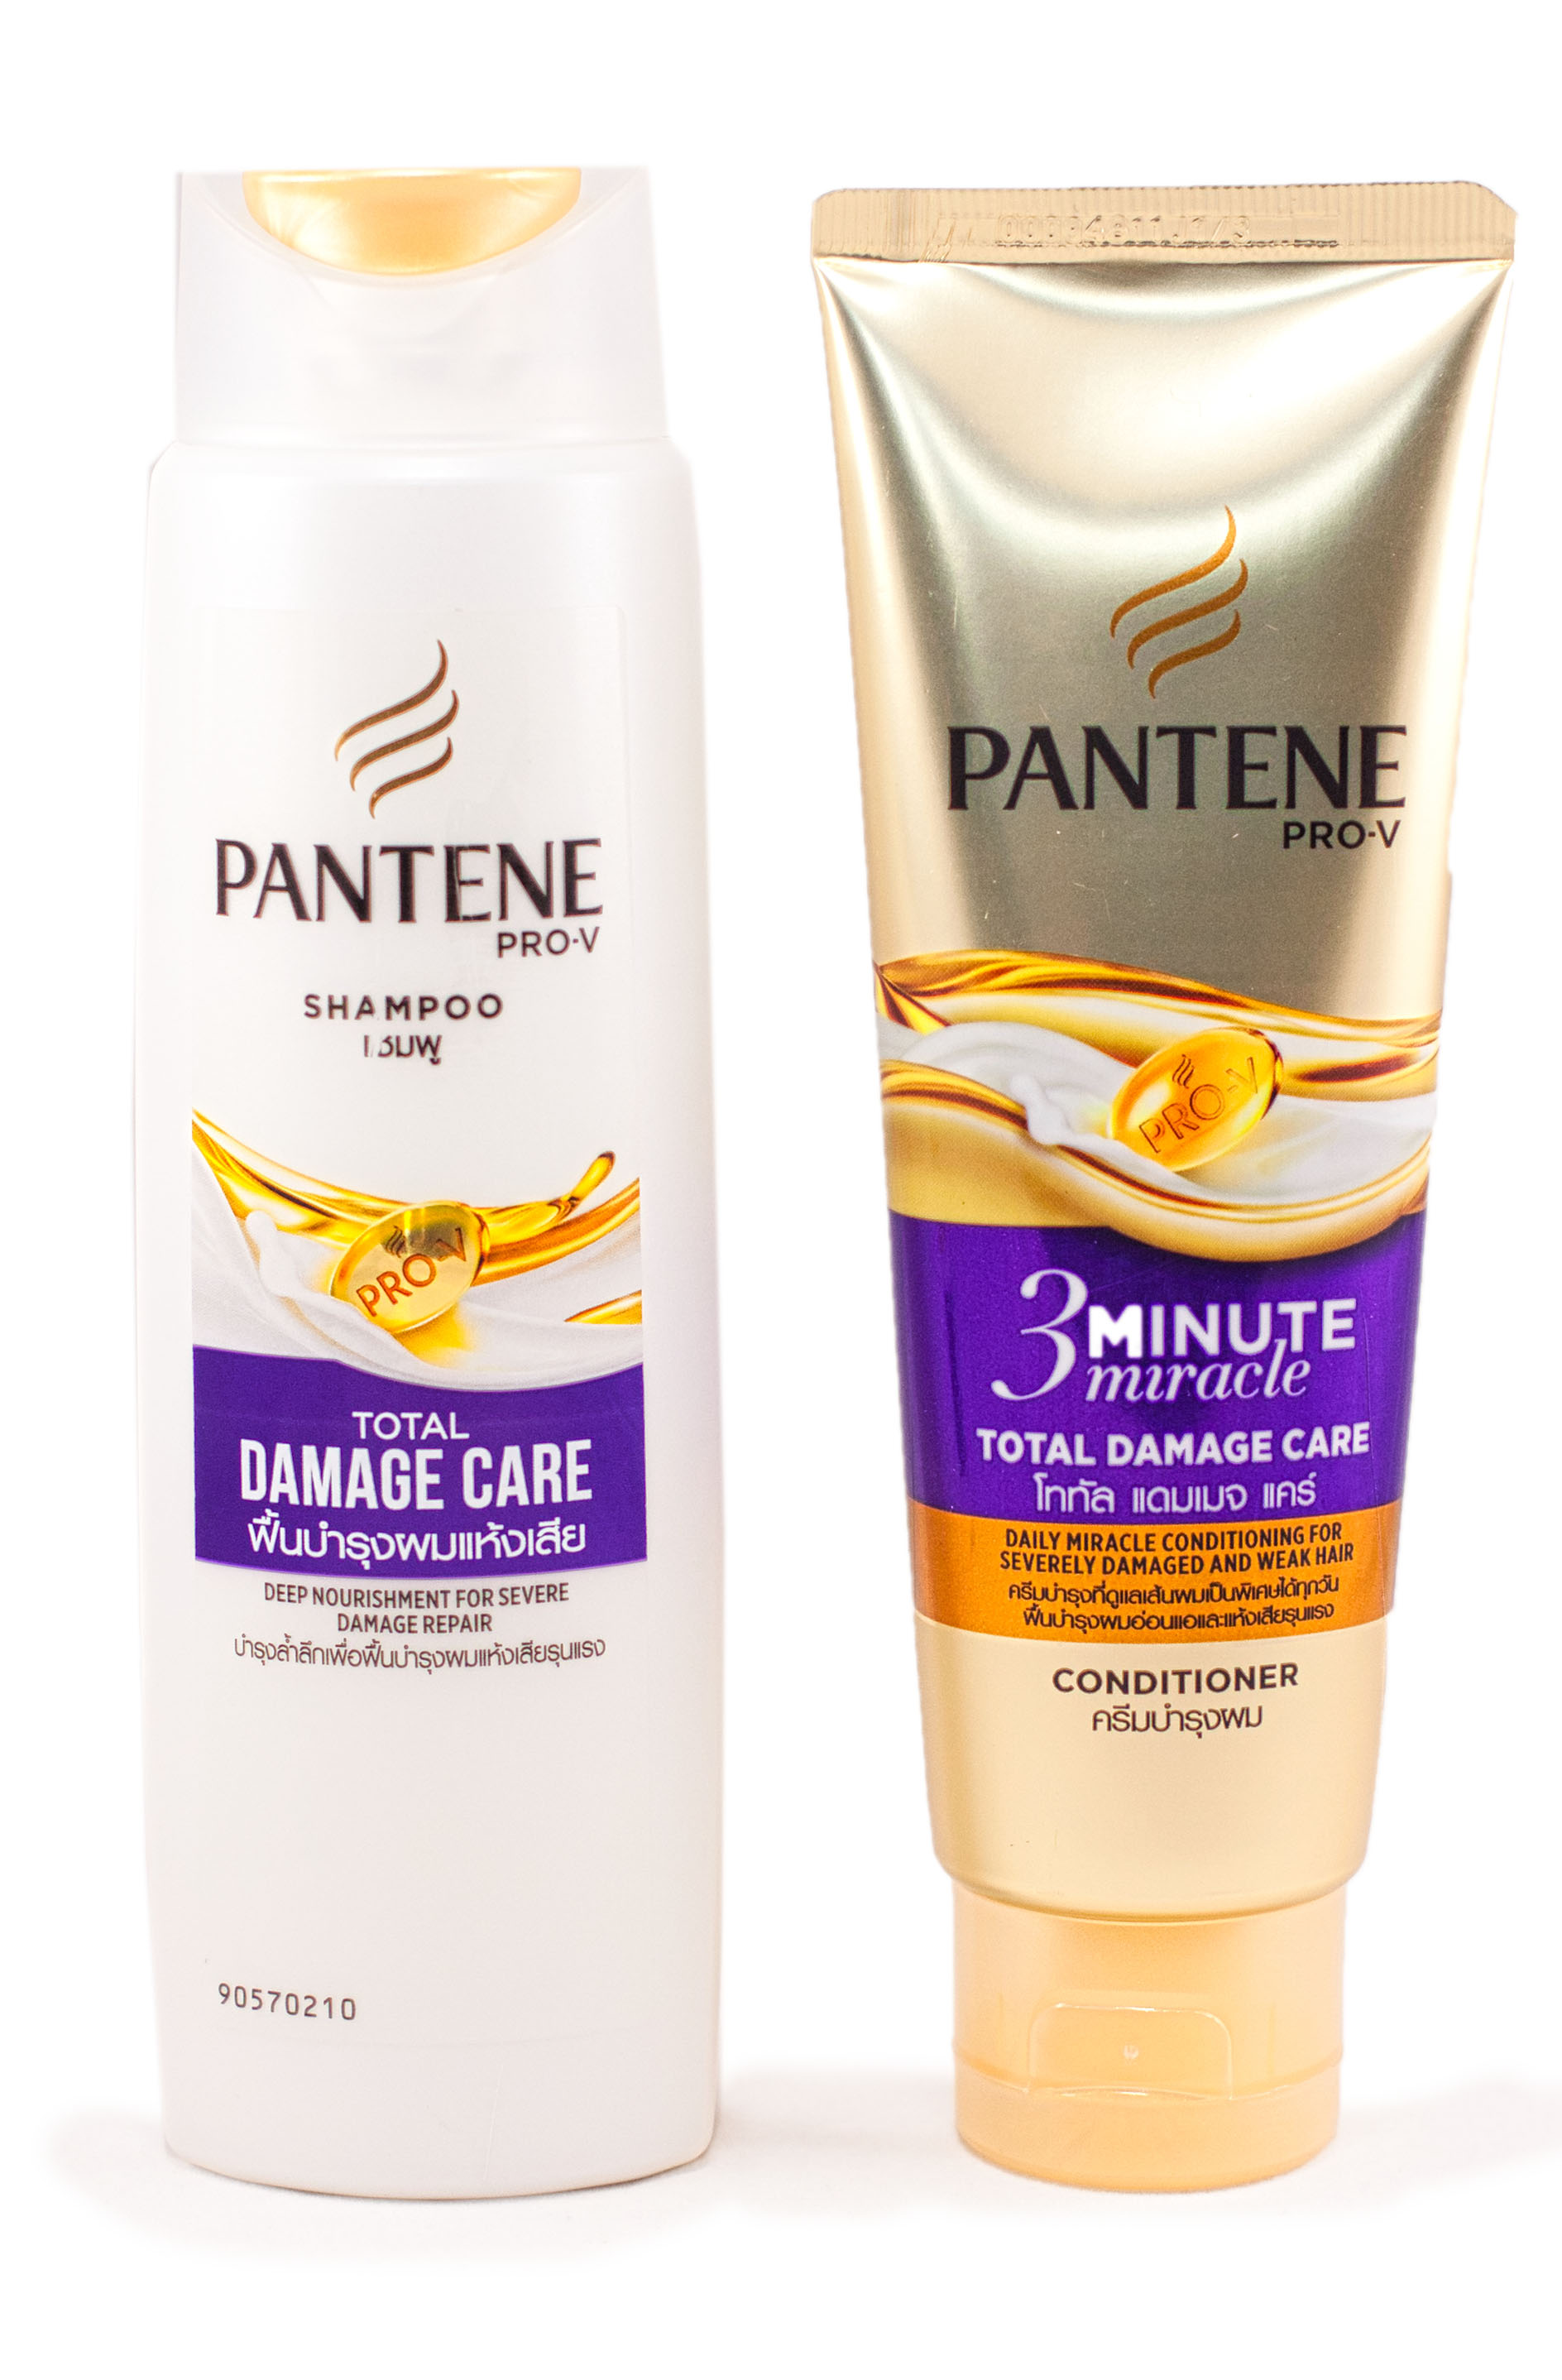 PANTENE
PRO-V
SHAMPOO
แชมพู
PRO-V
TOTAL
DAMAGE CARE
ฟื้นบำรุงผมแห้งเสีย
DEEP NOURISHMENT FOR SEVERE
DAMAGE REPAIR
บำรุงล้ำลึกเพื่อฟื้นบำรุงผมแห้งเสียรุนแรง
90570210
PANTENE
PRO-V
PRO-V
3 MINUTE
miracle
TOTAL DAMAGE CARE
โททัล แดมเมจ แคร์
DAILY MIRACLE CONDITIONING FOR
SEVERELY DAMAGED AND WEAK HAIR
ครีมบำรุงที่ดูแลเส้นผมเป็นพิเศษได้ทุกวัน
ฟื้นบำรุงผมอ่อนแอและแห้งเสียรุนแรง
CONDITIONER
ครีมบำรุงผม